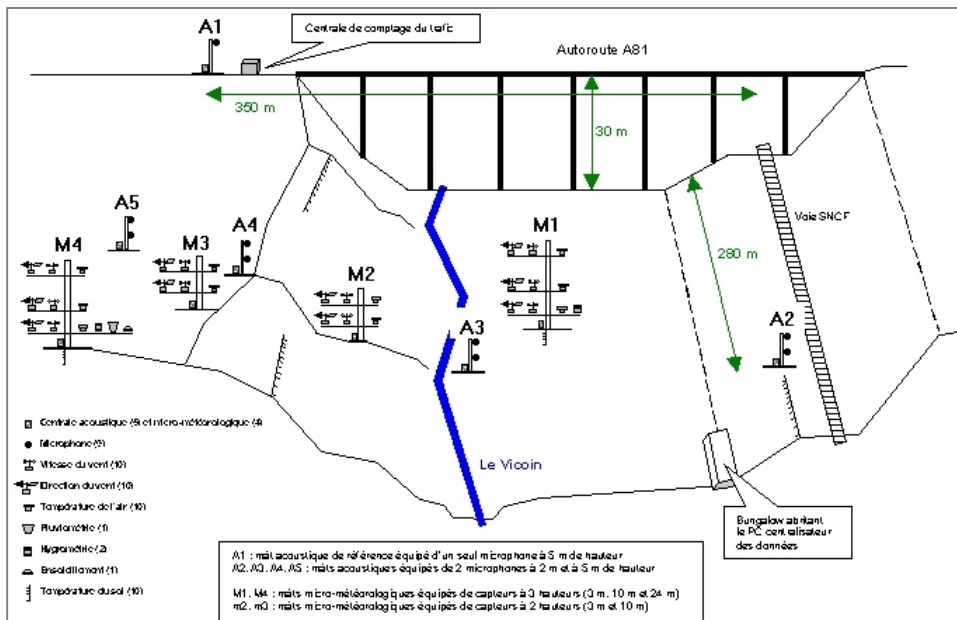 A1
Centrale de comptage du trafic
Autoroute A81
350 m
30 m
A5
A4
M4
M3
M1
Voie SNCF
280 m
M2
A3
A2
Centrale acoustique (5) et micro-météorologique (4)
Microphone (9)
Vitesse du vent (10)
Direction du vent (10)
Température de l'air (10)
Pluviométrie (1)
Hygrométrie (2)
Ensoleillement (1)
Température du sol (10)
Le Vicoin
Bungalow abritant
le PC centralisateur
des données
A1 : mât acoustique de référence équipé d'un seul microphone à 5 m de hauteur
A2, A3, A4, A5 : mâts acoustiques équipés de 2 microphones à 2 m et à 5 m de hauteur
M1, M4 : mâts micro-météorologiques équipés de capteurs à 3 hauteurs (3 m, 10 m et 24 m)
m2, m3 : mâts micro-météorologiques équipés de capteurs à 2 hauteurs (3 m et 10 m)